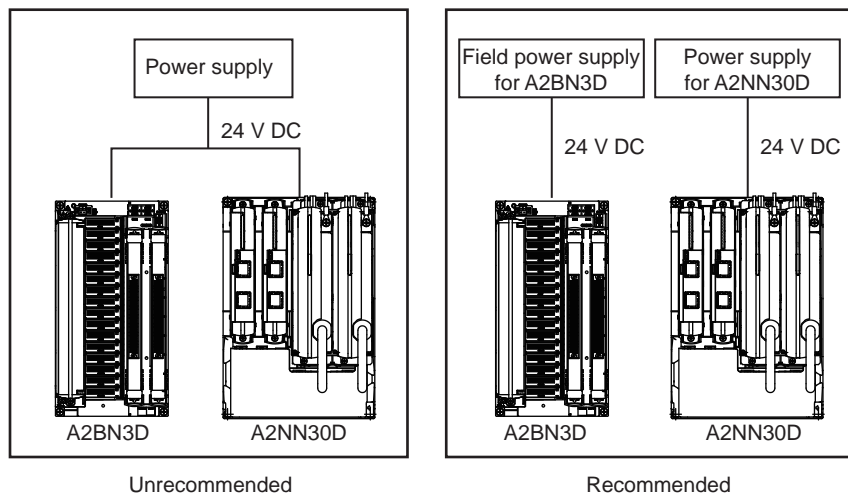 Power supply
24 V DC
A2BN3D
A2NN30D
Unrecommended
Field power supply
for A2BN3D
Power supply
for A2NN30D
24 V DC
24 V DC
A2BN3D
A2NN30D
Recommended